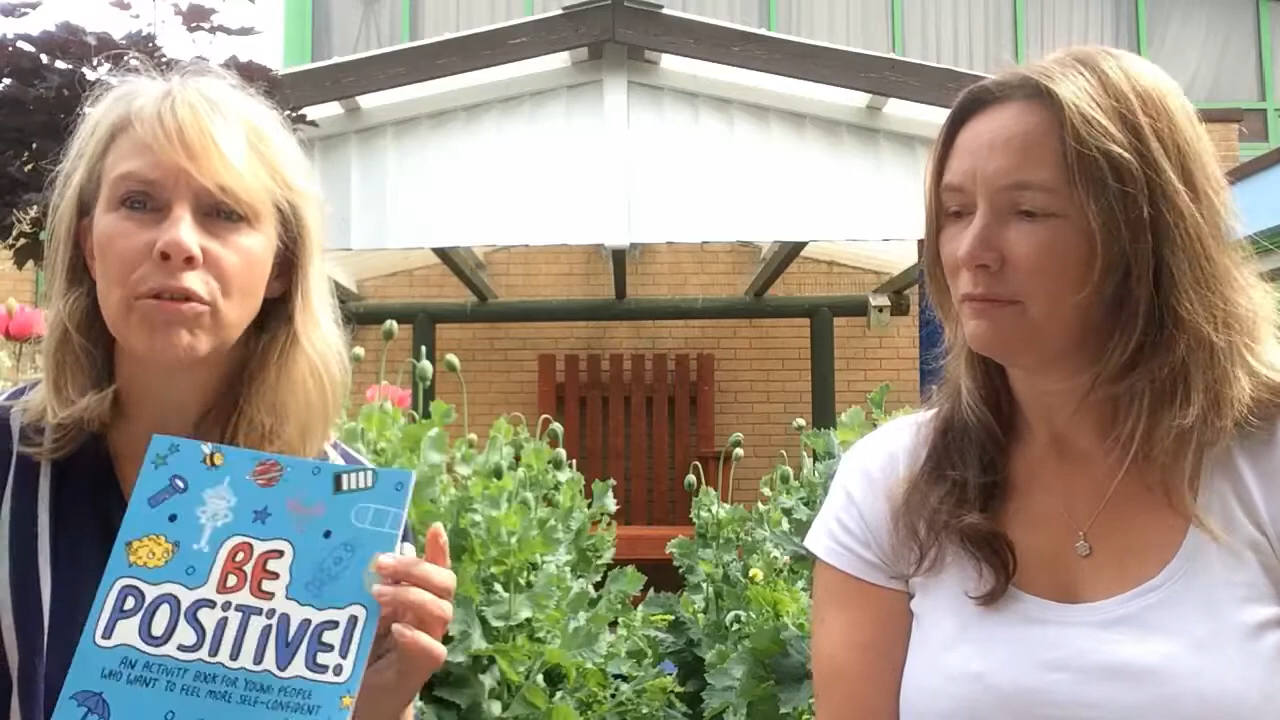 BE
POSiTiVE!
AN ACTiViTY BOOK FOR YOUNG PEOPLE
WHO WANT TO FEEL MORE SELF-CONFiDENT